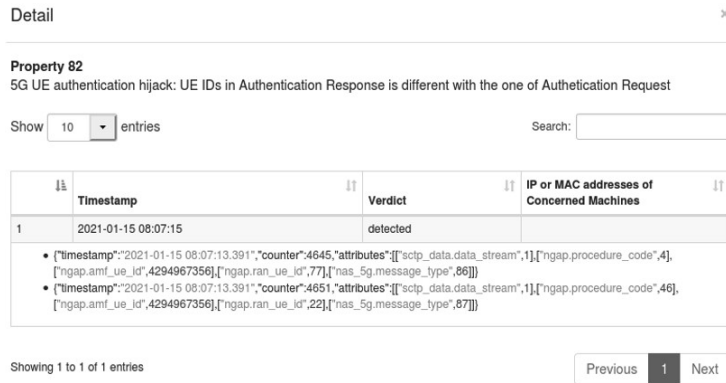 Detail
Property 82
5G UE authentication hijack: UE IDs in Authentication Response is different with the one of Authetication Request
Show 10 entries Search:
Timestamp Verdict IP or MAC addresses of Concerned Machines
1 2021-01-15 08:07:15 detected
• {"timestamp":"2021-01-15 08:07:13.391","counter":4645,"attributes":[["sctp_data.data_stream",1],["ngap.procedure_code",4],
["ngap.amf_ue_id",4294967356],["ngap.ran_ue_id",77],["nas_5g.message_type",86]]}
• {"timestamp":"2021-01-15 08:07:13.391","counter":4651,"attributes":[["sctp_data.data_stream",1],["ngap.procedure_code",46],
["ngap.amf_ue_id",4294967356],["ngap.ran_ue_id",22],["nas_5g.message_type",87]]}
Showing 1 to 1 of 1 entries
Previous 1 Next